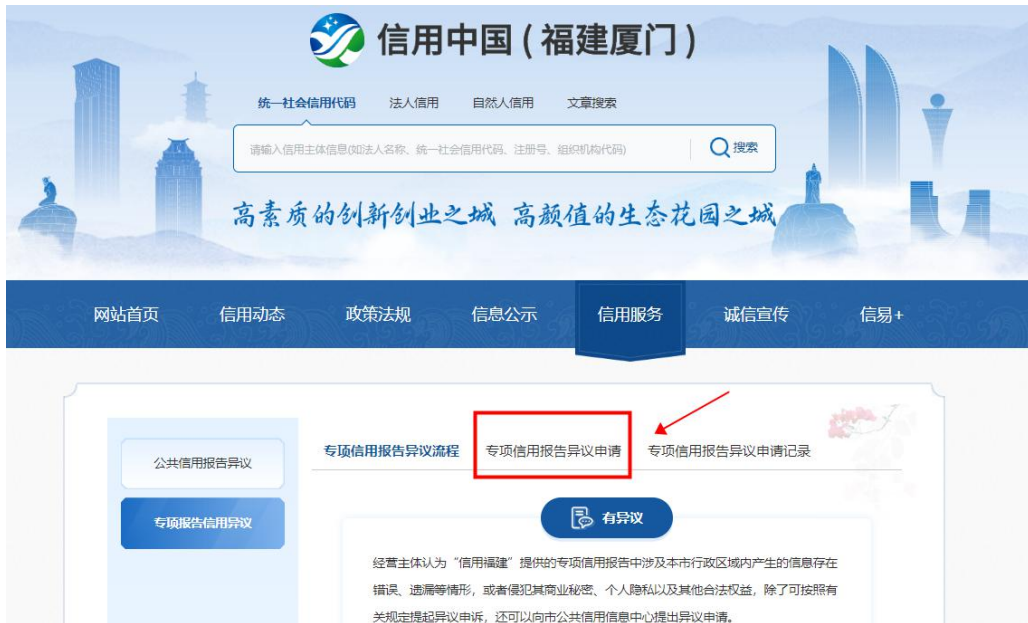 信用中国(福建厦门)
统一社会信用代码 法人信用 自然人信用 文章搜索
请输入信用主体信息(如法人名称、统一社会信用代码、注册号、组织机构代码) 搜索
高素质的创新创业之城 高颜值的生态花园之城
网站首页 信用动态 政策法规 信息公示 信用服务 诚信宣传 信易+
专项信用报告异议流程 专项信用报告异议申请 专项信用报告异议申请记录
公共信用报告异议
专项报告信用异议
有异议
经营主体认为“信用福建”提供的专项信用报告中涉及本市行政区域内产生的信息存在
错误、遗漏等情形，或者侵犯其商业秘密、个人隐私以及其他合法权益，除了可按照有
关规定提起异议申诉，还可以向市公共信用信息中心提出异议申请。